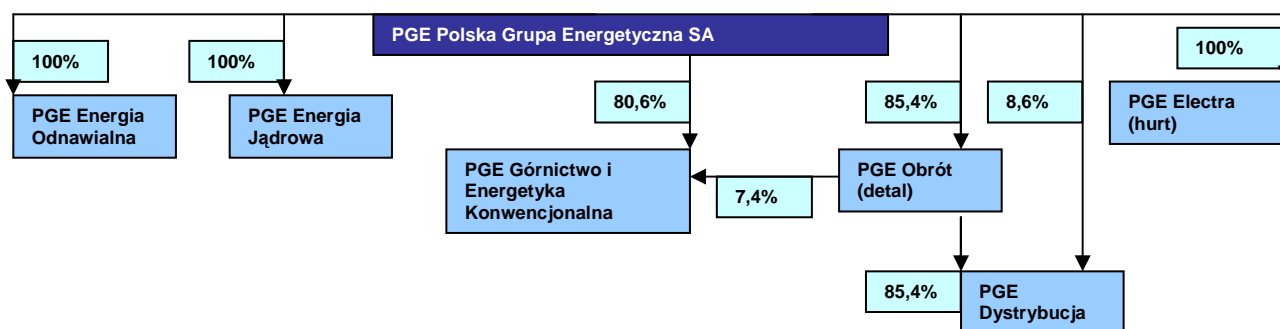 PGE Polska Grupa Energetyczna SA
100%
100%
100%
PGE Energia
Odnawialna
PGE Energia
Jądrowa
80,6%
85,4%
8,6%
PGE Electra
(hurt)
PGE Górnictwo i
Energetyka
Konwencjonalna
7,4%
PGE Obrót
(detal)
85,4%
PGE
Dystrybucja